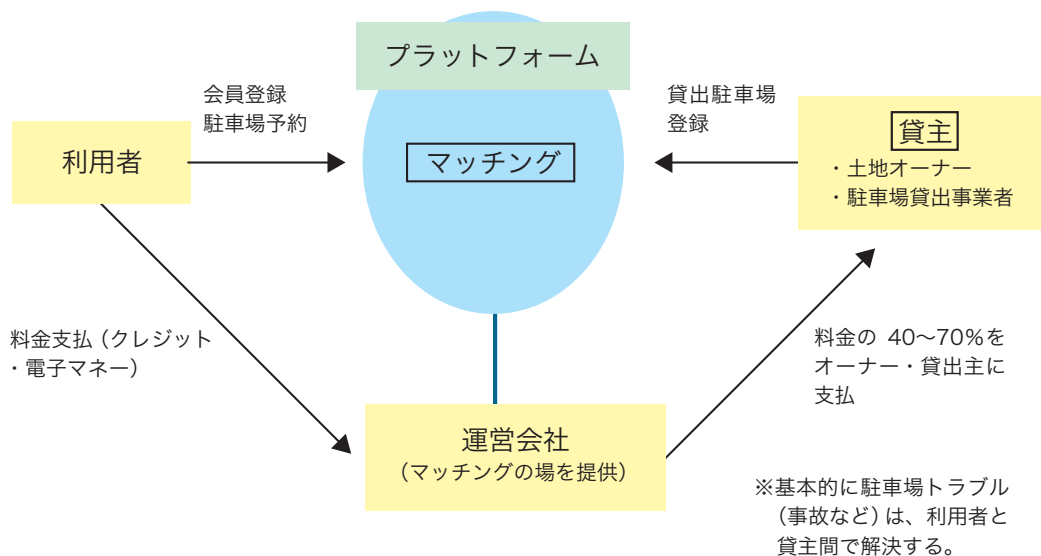 プラットフォーム
会員登録
駐車場予約
貸出駐車場
登録
利用者
マッチング
貸主
・土地オーナー
・駐車場貸出事業者
料金支払（クレジット
・電子マネー）
料金の 40～70％を
オーナー・貸出主に
支払
運営会社
（マッチングの場を提供）
※基本的に駐車場トラブル
（事故など）は、利用者と
貸主間で解決する。